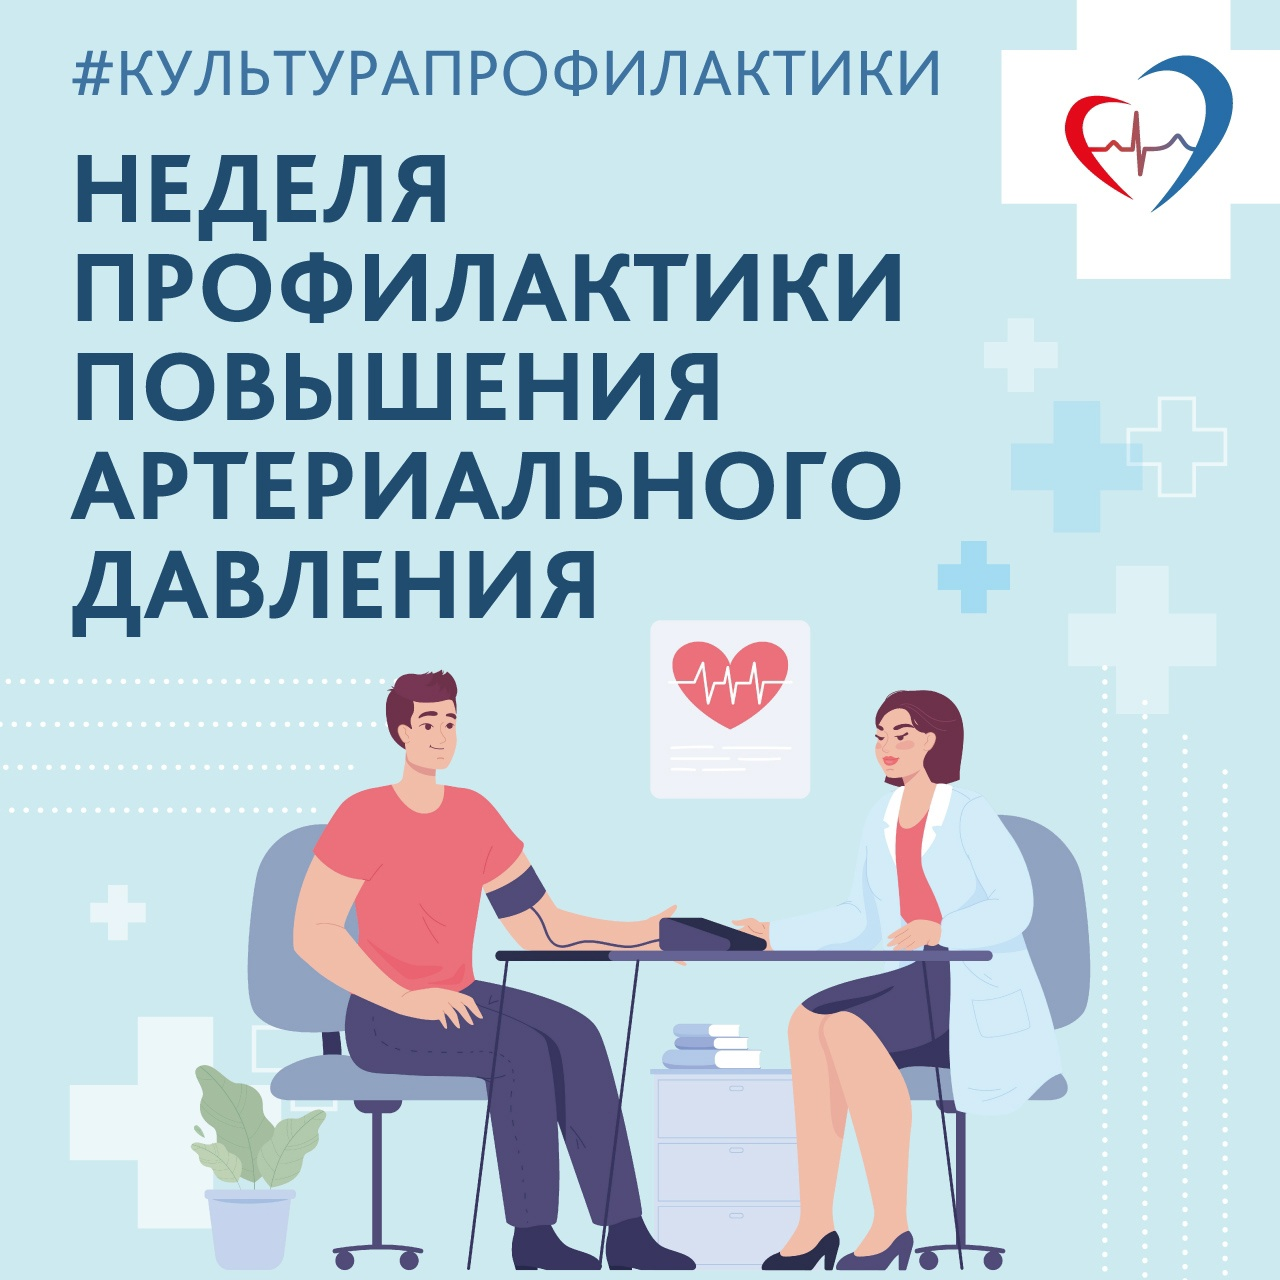 #КУЛЬТУРАПРОФИЛАКТИКИ
НЕДЕЛЯ
ПРОФИЛАКТИКИ
ПОВЫШЕНИЯ
АРТЕРИАЛЬНОГО
ДАВЛЕНИЯ